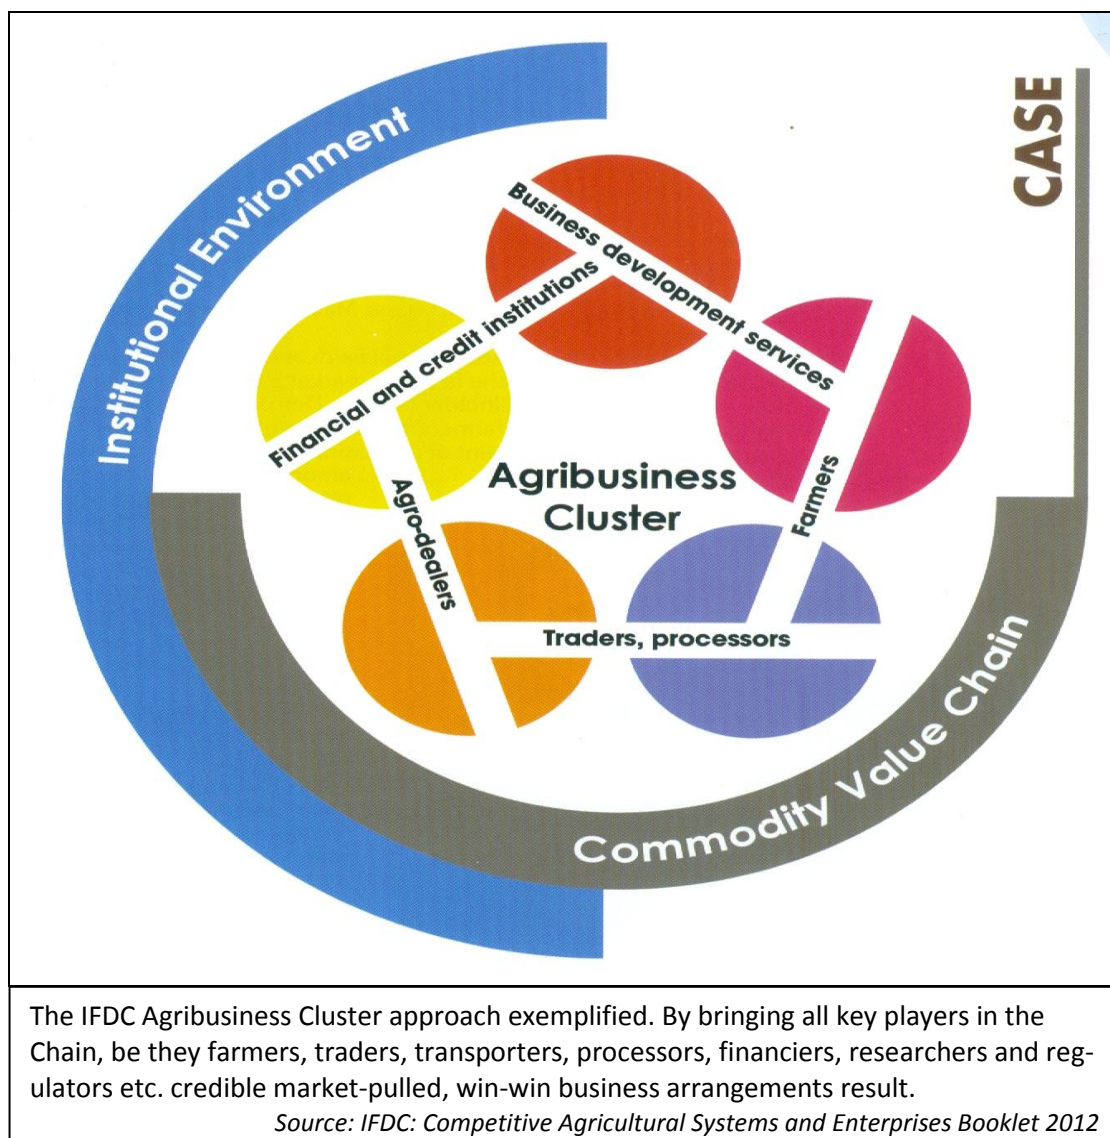 Institutional Environment
CASE
Business development services
Financial and credit institutions
Agribusiness
Cluster
Agro-dealers
Farmers
Traders, processors
Commodity Value Chain
The IFDC Agribusiness Cluster approach exemplified. By bringing all key players in the
Chain, be they farmers, traders, transporters, processors, financiers, researchers and reg-
ulators etc. credible market-pulled, win-win business arrangements result.
Source: IFDC: Competitive Agricultural Systems and Enterprises Booklet 2012